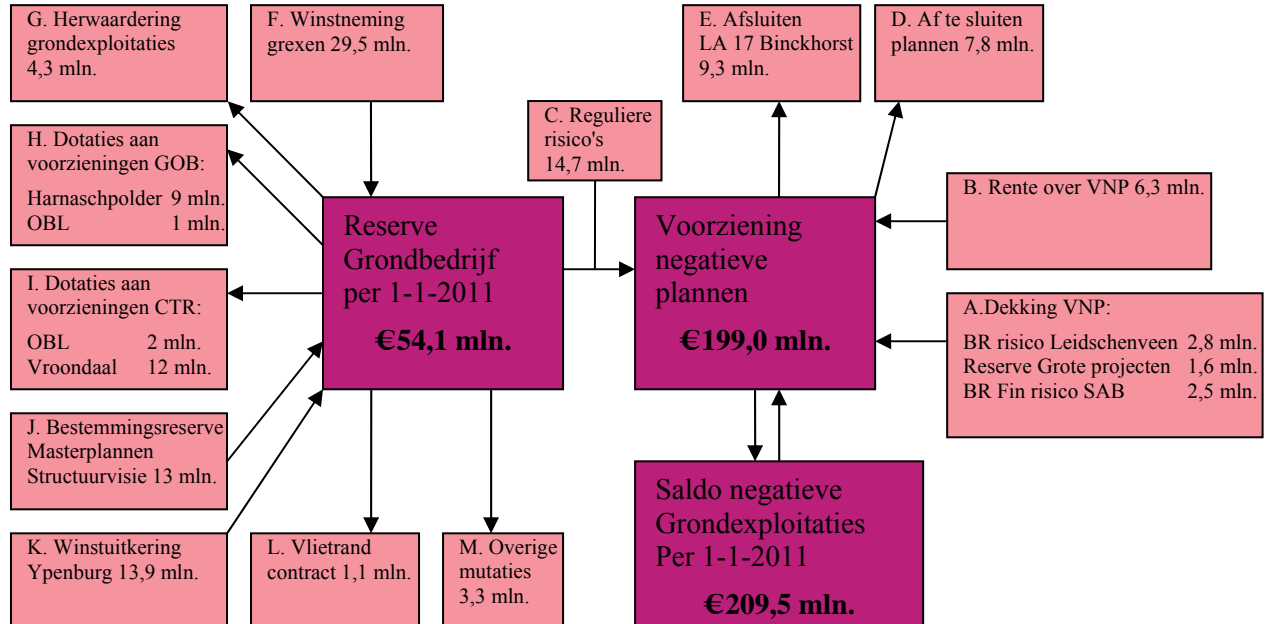 G. Herwaardering
grondexploitaties
4,3 mln.
F. Winstneming
grexen 29,5 mln.
E. Afsluiten
LA 17 Binckhorst
9,3 mln.
D. Af te sluiten
plannen 7,8 mln.
C. Reguliere
risico's
14,7 mln.
H. Dotaties aan
voorzieningen GOB:
Harnaschpolder 9 mln.
OBL 1 mln.
B. Rente over VNP 6,3 mln.
Reserve
Grondbedrijf
per 1-1-2011
€54,1 mln.
Voorziening
negatieve
plannen
€199,0 mln.
I. Dotaties aan
voorzieningen CTR:
OBL 2 mln.
Vroondaal 12 mln.
A.Dekking VNP:
BR risico Leidschenveen 2,8 mln.
Reserve Grote projecten 1,6 mln.
BR Fin risico SAB 2,5 mln.
J. Bestemmingsreserve
Masterplannen
Structuurvisie 13 mln.
Saldo negatieve
Grondexploitaties
Per 1-1-2011
€209,5 mln.
K. Winstuitkering
Ypenburg 13,9 mln.
L. Vlietrand
contract 1,1 mln.
M. Overige
mutaties
3,3 mln.